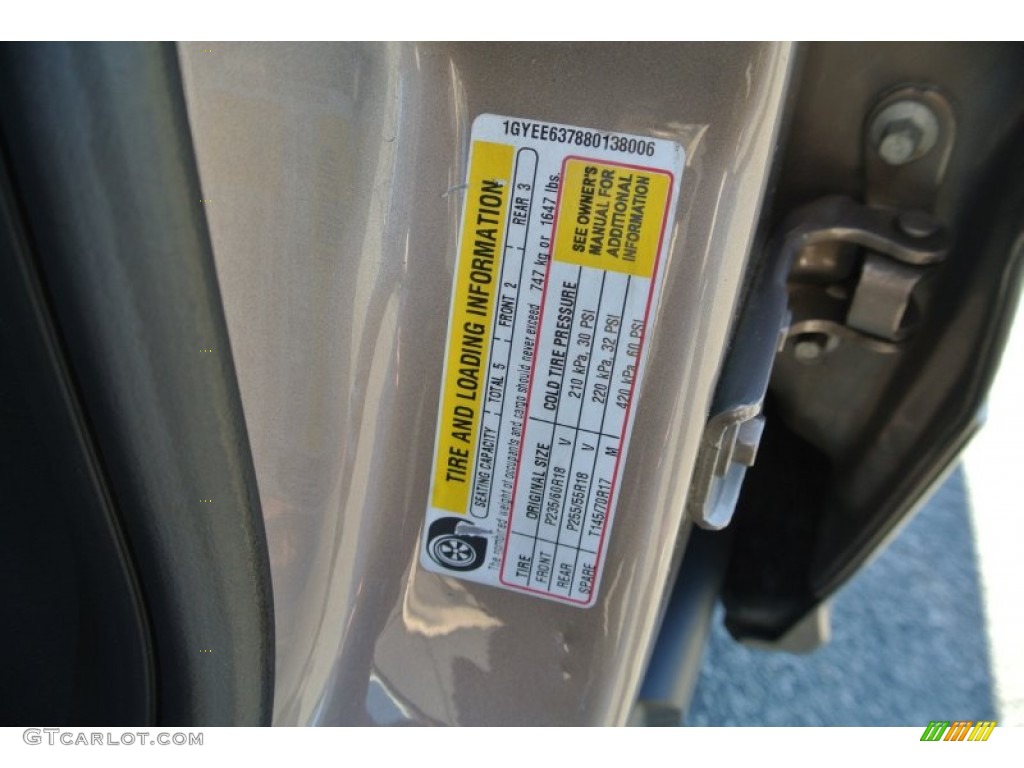 1GYEE637880138006
TIRE AND LOADING INFORMATION
SEATING CAPACITY TOTAL 5 FRONT 2 REAR 3
The combined weight of occupants and cargo should never exceed 747 kg or 1647 lbs.
TIRE ORIGINAL SIZE COLD TIRE PRESSURE
FRONT P235/60R18 V 210 kPa, 30 PSI
REAR P255/55R18 V 220 kPa, 32 PSI
SPARE T145/70R17 M 420 kPa, 60 PSI
SEE OWNER'S
MANUAL FOR
ADDITIONAL
INFORMATION
GTCarLot.com